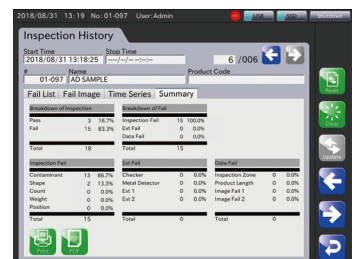 2018/08/31 13:19 No:01-097 User:Admin USB SSD Shutdown
Inspection History
Start Time Stop Time
2018/08/31 13:18:25 ----/--/-- --:--:-- 6 /006
# Name Product Code
01-097 AD SAMPLE
Fail List Fail Image Time Series Summary
Breakdown of Inspection Breakdown of Fail
Pass 3 16.7% Inspection Fail 15 100.0%
Fail 15 83.3% Ext Fail 0 0.0%
Data Fail 0 0.0%
Total 18 Total 15
Inspection Fail Ext Fail Data Fail
Contaminant 13 86.7% Checker 0 0.0% Inspection Zone 0 0.0%
Shape 2 13.3% Metal Detector 0 0.0% Product Length 0 0.0%
Count 0 0.0% Ext 1 0 0.0% Image Fail 1 0 0.0%
Weight 0 0.0% Ext 2 0 0.0% Image Fail 2 0 0.0%
Position 0 0.0%
Total 15 Total 0 Total 0
Print PDF
Reset
Clear
Update